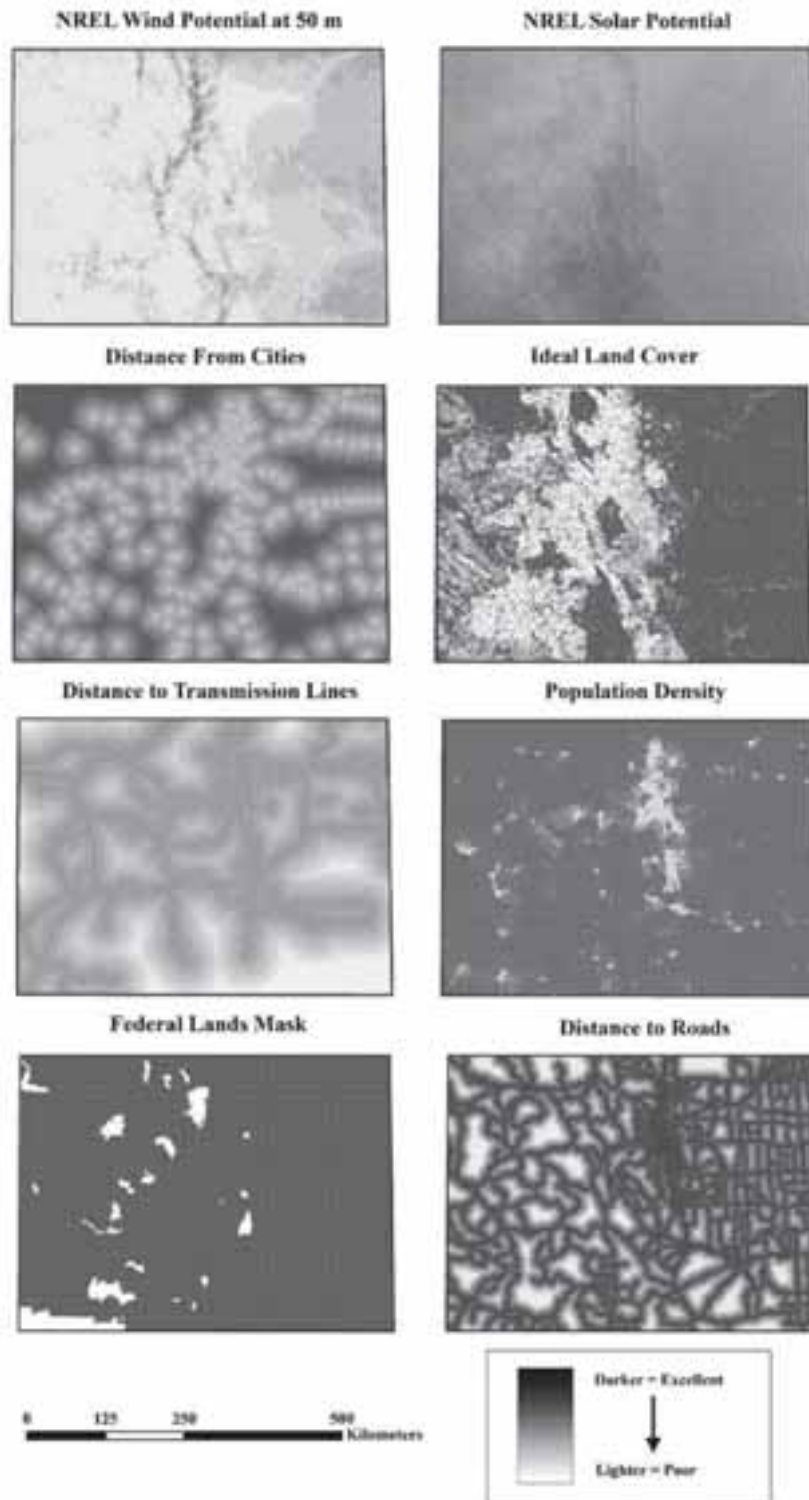 NREL Wind Potential at 50 m
NREL Solar Potential
Distance From Cities
Ideal Land Cover
Distance to Transmission Lines
Population Density
Federal Lands Mask
Distance to Roads
0 125 250 500
Kilometers
Darker = Excellent
Lighter = Poor